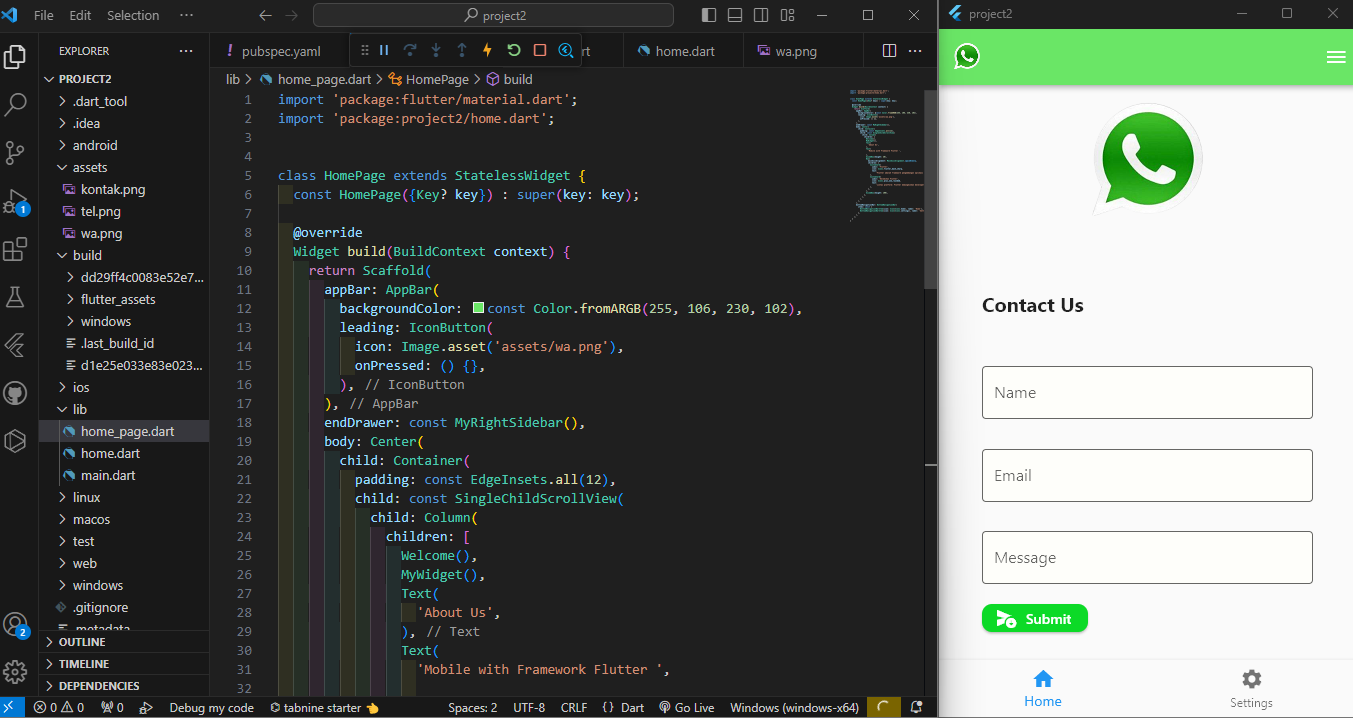 File Edit Selection ··· project2
EXPLORER ···
PROJECT2
.dart_tool
.idea
android
assets
kontak.png
tel.png
wa.png
build
dd29ff4c0083e52e7...
flutter_assets
windows
.last_build_id
d1e25e033e83e023...
ios
lib
home_page.dart
home.dart
main.dart
linux
macos
test
web
windows
.gitignore
.metadata
OUTLINE
TIMELINE
DEPENDENCIES
1
2
! pubspec.yaml rt home.dart wa.png ···
lib > home_page.dart > HomePage > build
1 import 'package:flutter/material.dart';
2 import 'package:project2/home.dart';
3
4
5 class HomePage extends StatelessWidget {
6 const HomePage({Key? key}) : super(key: key);
7
8 @override
9 Widget build(BuildContext context) {
10 return Scaffold(
11 appBar: AppBar(
12 backgroundColor: const Color.fromARGB(255, 106, 230, 102),
13 leading: IconButton(
14 icon: Image.asset('assets/wa.png'),
15 onPressed: () {},
16 ), // IconButton
17 ), // AppBar
18 endDrawer: const MyRightSidebar(),
19 body: Center(
20 child: Container(
21 padding: const EdgeInsets.all(12),
22 child: const SingleChildScrollView(
23 child: Column(
24 children: [
25 Welcome(),
26 MyWidget(),
27 Text(
28 'About Us',
29 ), // Text
30 Text(
31 'Mobile with Framework Flutter ',
32
0 0 0 Debug my code tabnine starter 👈 Spaces: 2 UTF-8 CRLF {} Dart Go Live Windows (windows-x64)
project2
Contact Us
Name
Email
Message
Submit
Home
Settings